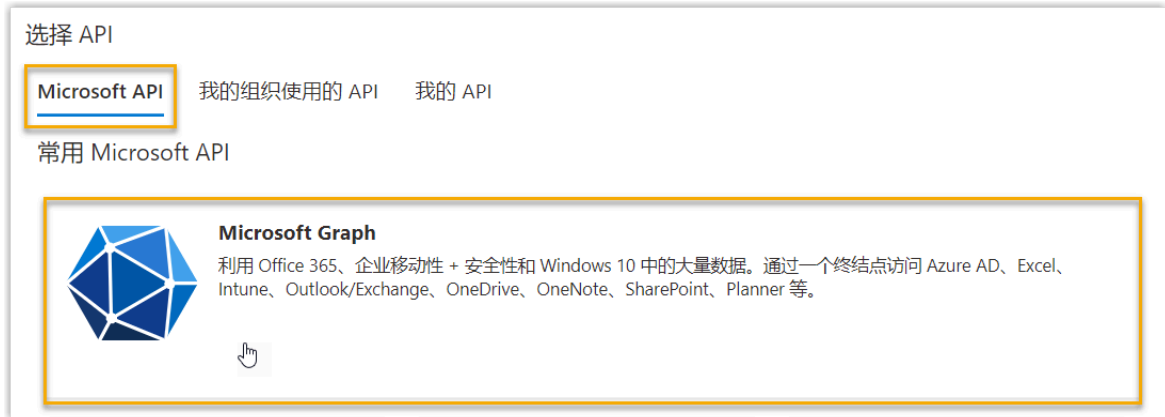 选择 API
Microsoft API 我的组织使用的 API 我的 API
常用 Microsoft API
Microsoft Graph
利用 Office 365、企业移动性 + 安全性和 Windows 10 中的大量数据。通过一个终结点访问 Azure AD、Excel、
Intune、Outlook/Exchange、OneDrive、OneNote、SharePoint、Planner 等。